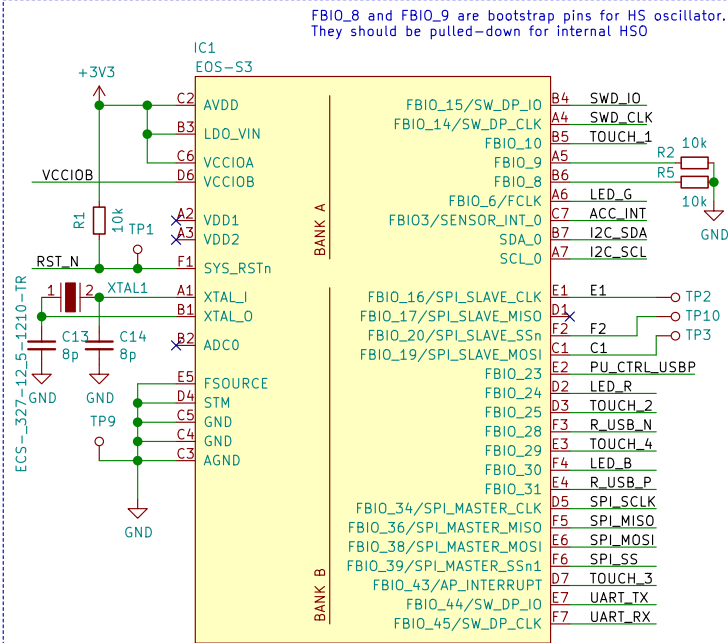 FBIO_8 and FBIO_9 are bootstrap pins for HS oscillator.
They should be pulled-down for internal HSO
IC1
EOS-S3
+3V3
C2 AVDD
B3 LDO_VIN
C6 VCCIOA
VCCIOB D6 VCCIOB
R1 10k
A2 VDD1
A3 VDD2
TP1
RST_N F1 SYS_RSTn
1 2 XTAL1
ECS-_327-12_5-1210-TR
A1 XTAL_I
B1 XTAL_O
C13 8p
C14 8p
B2 ADC0
GND
GND
E5 FSOURCE
D4 STM
C5 GND
C4 GND
C3 AGND
TP9
GND
BANK A
BANK B
FBIO_15/SW_DP_IO B4 SWD_IO
FBIO_14/SW_DP_CLK A4 SWD_CLK
FBIO_10 B5 TOUCH_1
FBIO_9 A5 R2 10k
FBIO_8 B6 R5 10k
GND
FBIO_6/FCLK A6 LED_G
FBIO3/SENSOR_INT_0 C7 ACC_INT
SDA_0 B7 I2C_SDA
SCL_0 A7 I2C_SCL
FBIO_16/SPI_SLAVE_CLK E1 E1 TP2
FBIO_17/SPI_SLAVE_MISO D1 TP10
FBIO_20/SPI_SLAVE_SSn F2 F2 TP3
FBIO_19/SPI_SLAVE_MOSI C1 C1
FBIO_23 E2 PU_CTRL_USBP
FBIO_24 D2 LED_R
FBIO_25 D3 TOUCH_2
FBIO_28 F3 R_USB_N
FBIO_29 E3 TOUCH_4
FBIO_30 F4 LED_B
FBIO_31 E4 R_USB_P
FBIO_34/SPI_MASTER_CLK D5 SPI_SCLK
FBIO_36/SPI_MASTER_MISO F5 SPI_MISO
FBIO_38/SPI_MASTER_MOSI E6 SPI_MOSI
FBIO_39/SPI_MASTER_SSn1 F6 SPI_SS
FBIO_43/AP_INTERRUPT D7 TOUCH_3
FBIO_44/SW_DP_IO E7 UART_TX
FBIO_45/SW_DP_CLK F7 UART_RX